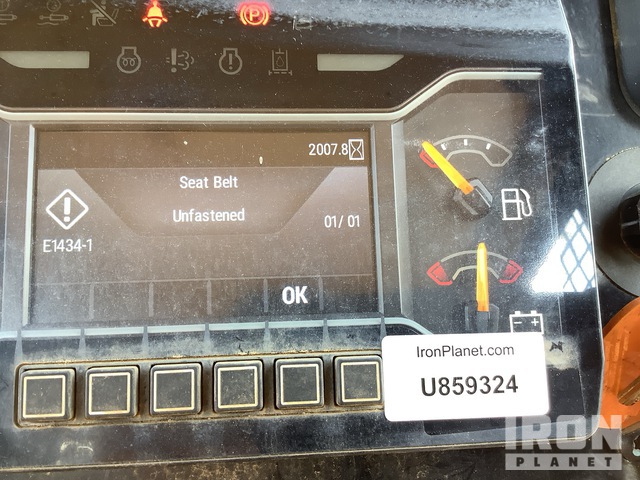 2007.8
Seat Belt
Unfastened
01/01
E1434-1
OK
IronPlanet.com
U859324
IRON
PLANET